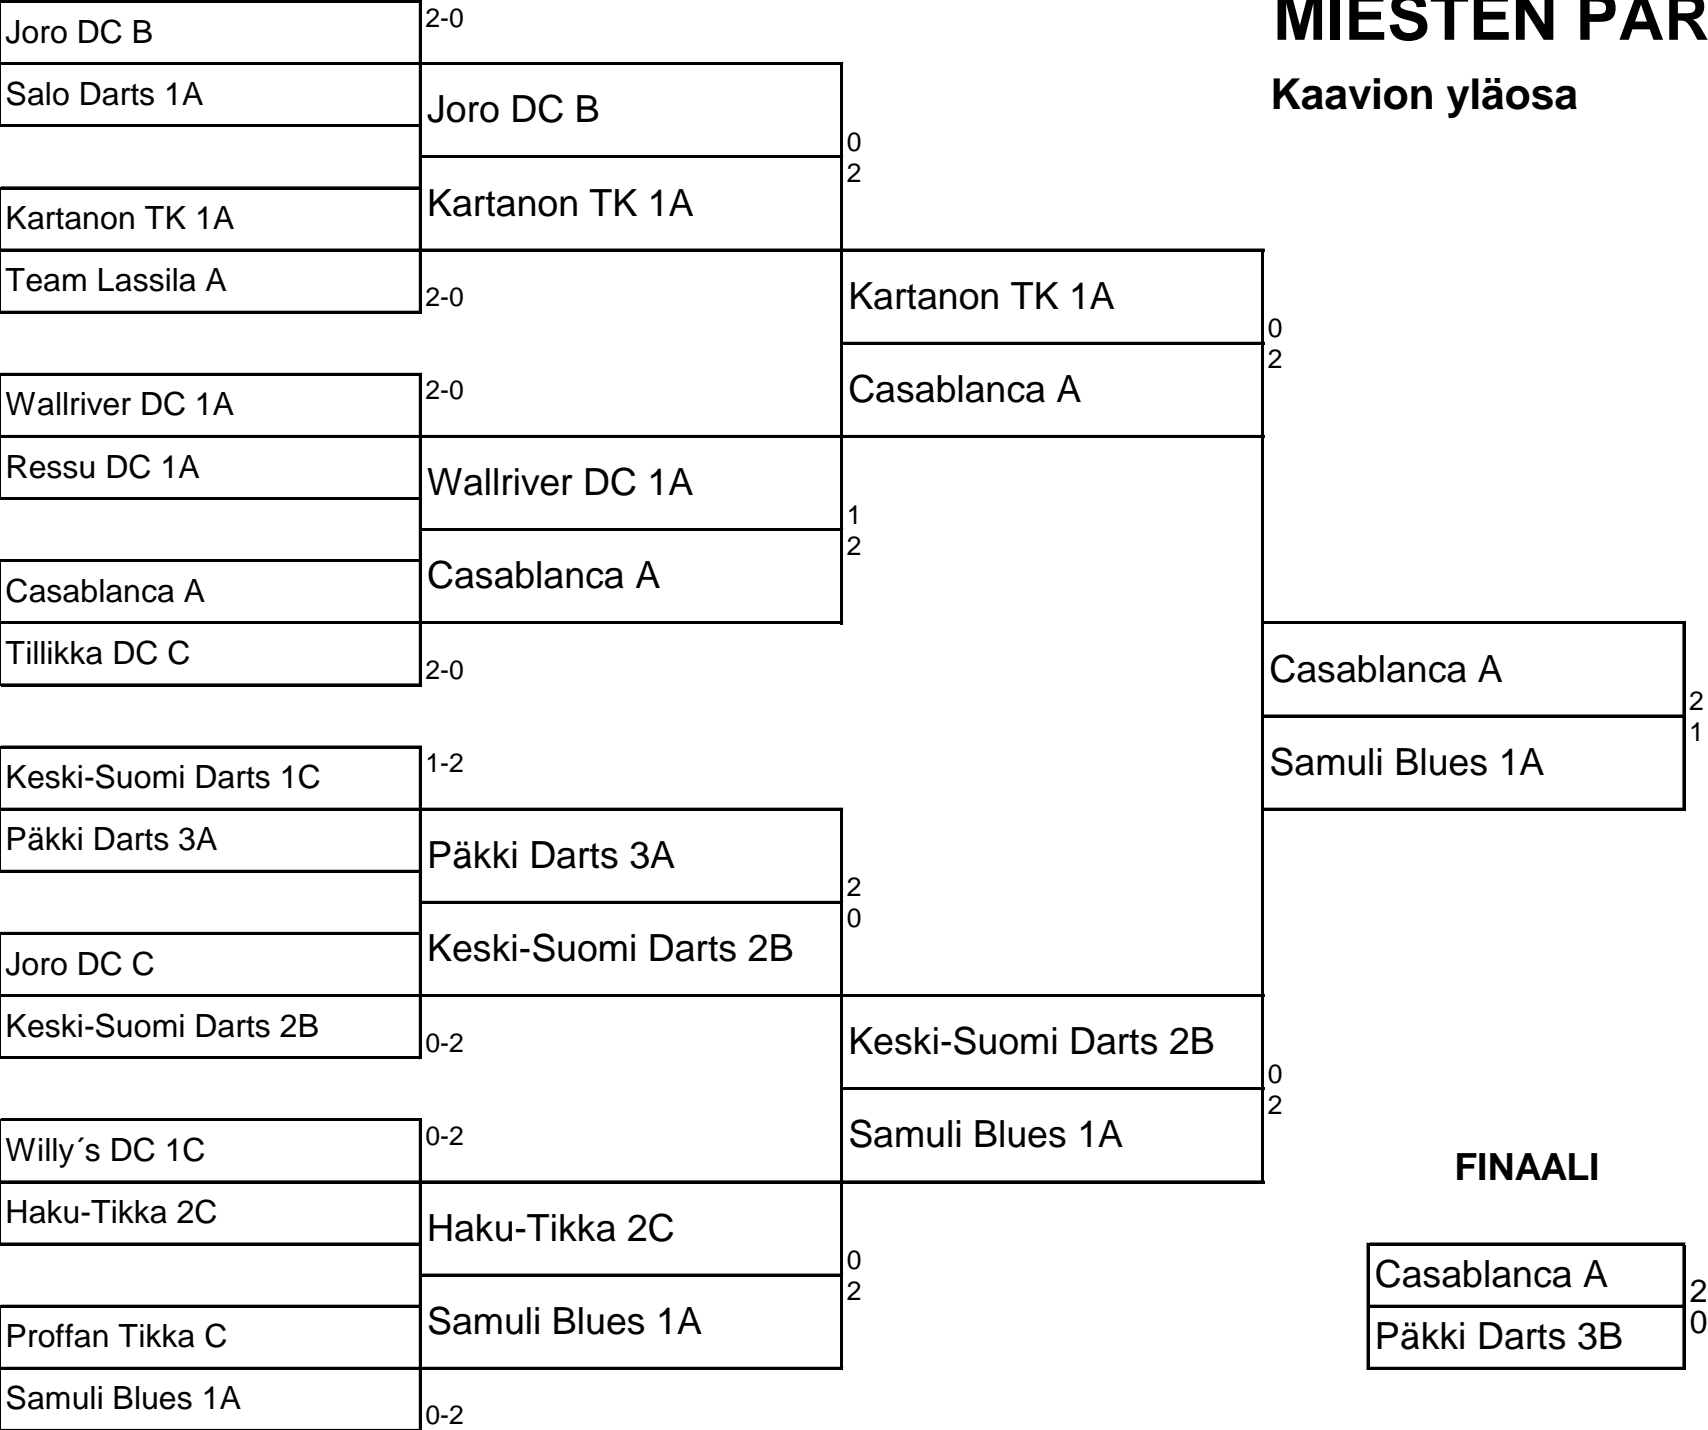 MIESTEN PAR
Kaavion yläosa
Joro DC B
2-0
Salo Darts 1A
Kartanon TK 1A
Team Lassila A
2-0
Wallriver DC 1A
2-0
Ressu DC 1A
Casablanca A
Tillikka DC C
2-0
Keski-Suomi Darts 1C
1-2
Päkki Darts 3A
Joro DC C
Keski-Suomi Darts 2B
0-2
Willy´s DC 1C
0-2
Haku-Tikka 2C
Proffan Tikka C
Samuli Blues 1A
0-2
Joro DC B
0
2
Kartanon TK 1A
Wallriver DC 1A
1
2
Casablanca A
Päkki Darts 3A
2
0
Keski-Suomi Darts 2B
Haku-Tikka 2C
0
2
Samuli Blues 1A
Kartanon TK 1A
0
2
Casablanca A
Keski-Suomi Darts 2B
0
2
Samuli Blues 1A
Casablanca A
2
1
Samuli Blues 1A
FINAALI
Casablanca A
2
0
Päkki Darts 3B